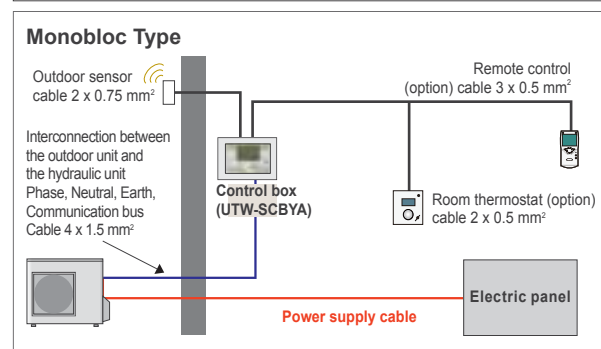 Monobloc Type
Outdoor sensor
cable 2 x 0.75 mm²
Remote control
(option) cable 3 x 0.5 mm²
Interconnection between
the outdoor unit and
the hydraulic unit
Phase, Neutral, Earth,
Communication bus
Cable 4 x 1.5 mm²
Control box
(UTW-SCBYA)
Room thermostat (option)
cable 2 x 0.5 mm²
Electric panel
Power supply cable